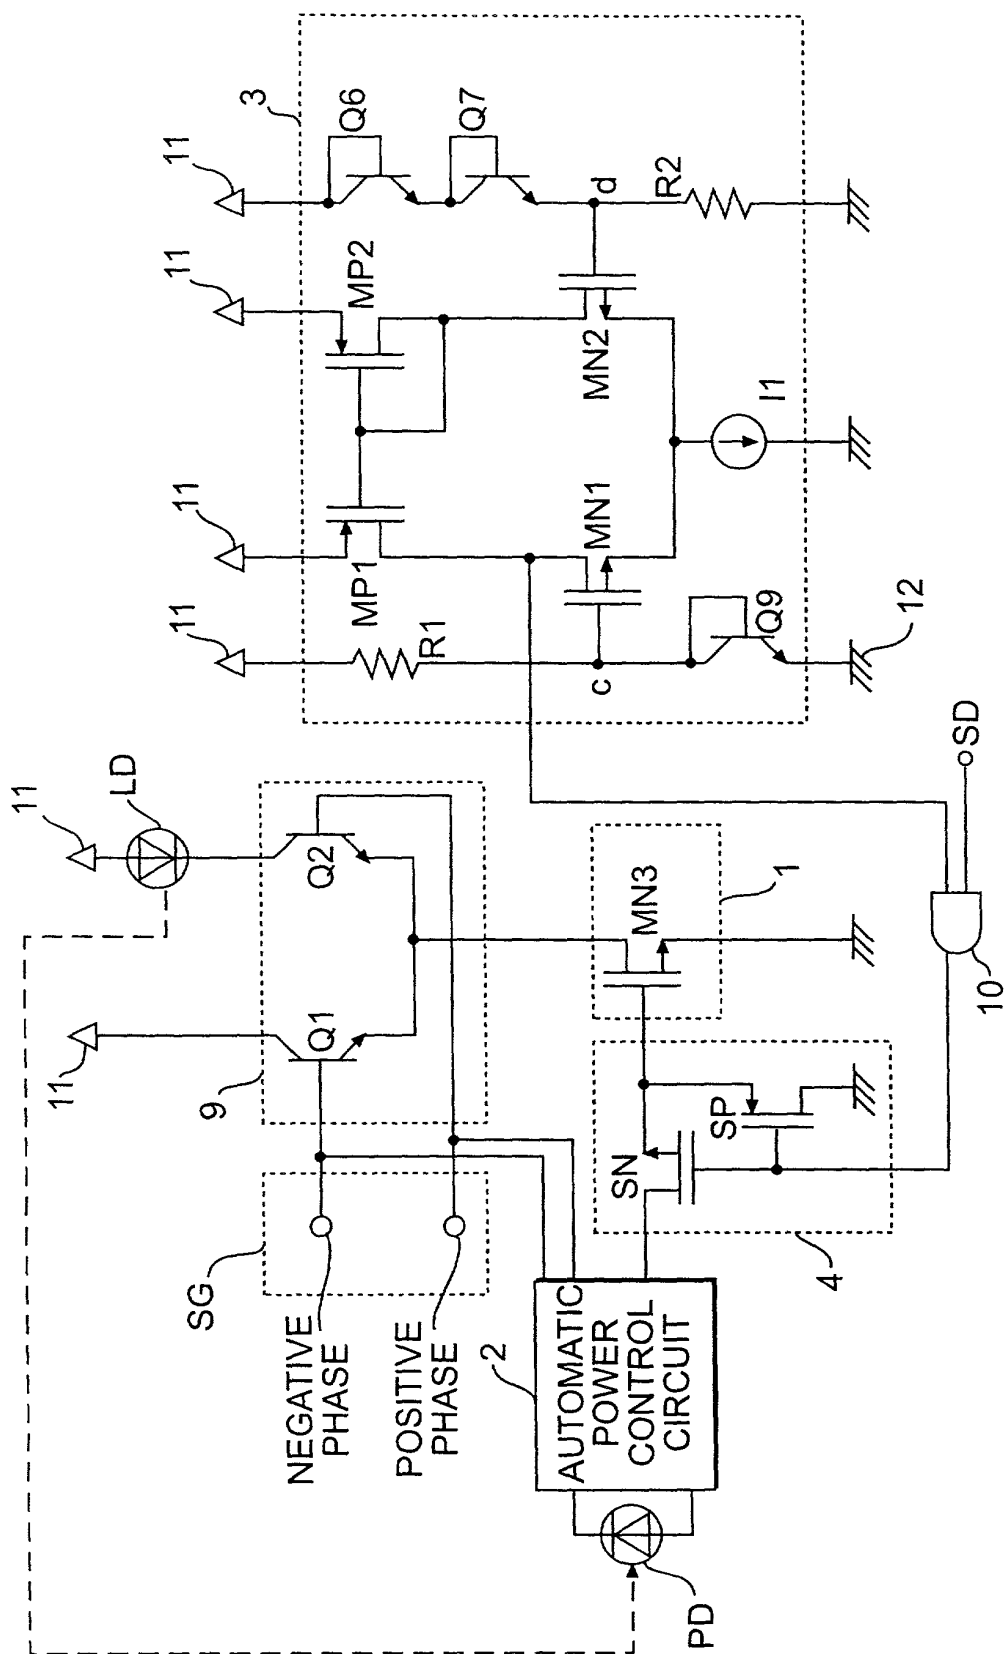 3
11
Q6
Q7
d
R2
11
MP2
MN2
I1
11
MP1
MN1
11
R1
c
Q9
12
11
LD
Q2
11
Q1
9
MN3
1
SD
10
SN
SP
4
SG
NEGATIVE
PHASE
POSITIVE
PHASE
2
AUTOMATIC
POWER
CONTROL
CIRCUIT
PD